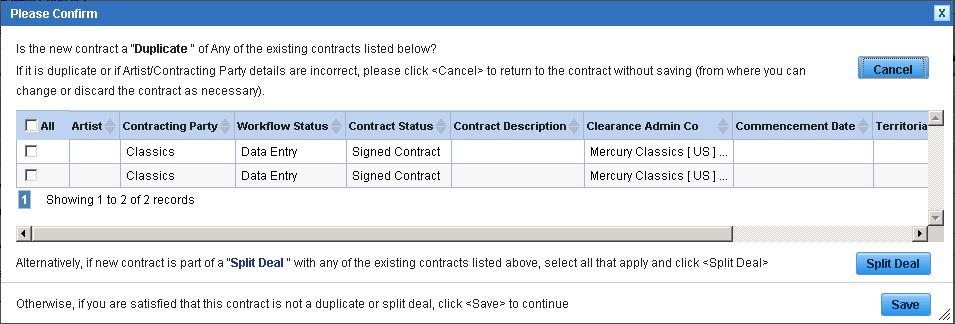 Please Confirm X
Is the new contract a "Duplicate " of Any of the existing contracts listed below?
If it is duplicate or if Artist/Contracting Party details are incorrect, please click <Cancel> to return to the contract without saving (from where you can
change or discard the contract as necessary).
Cancel
All Artist Contracting Party Workflow Status Contract Status Contract Description Clearance Admin Co Commencement Date Territoria
Classics Data Entry Signed Contract Mercury Classics [ US ] ...
Classics Data Entry Signed Contract Mercury Classics [ US ] ...
1 Showing 1 to 2 of 2 records
Alternatively, if new contract is part of a "Split Deal " with any of the existing contracts listed above, select all that apply and click <Split Deal>
Split Deal
Otherwise, if you are satisfied that this contract is not a duplicate or split deal, click <Save> to continue
Save